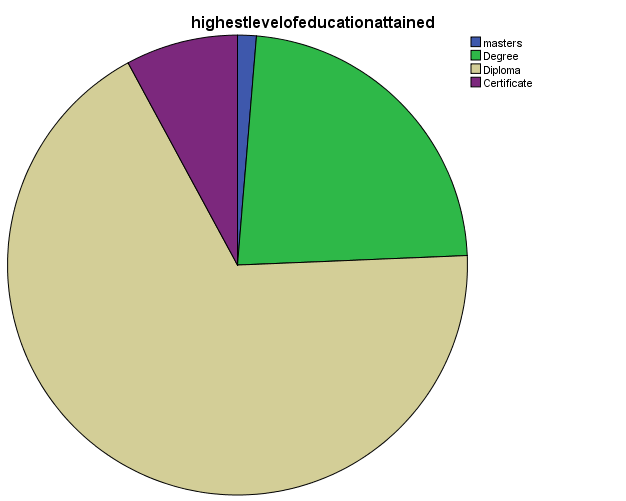 highestlevelofeducationattained
masters
Degree
Diploma
Certificate